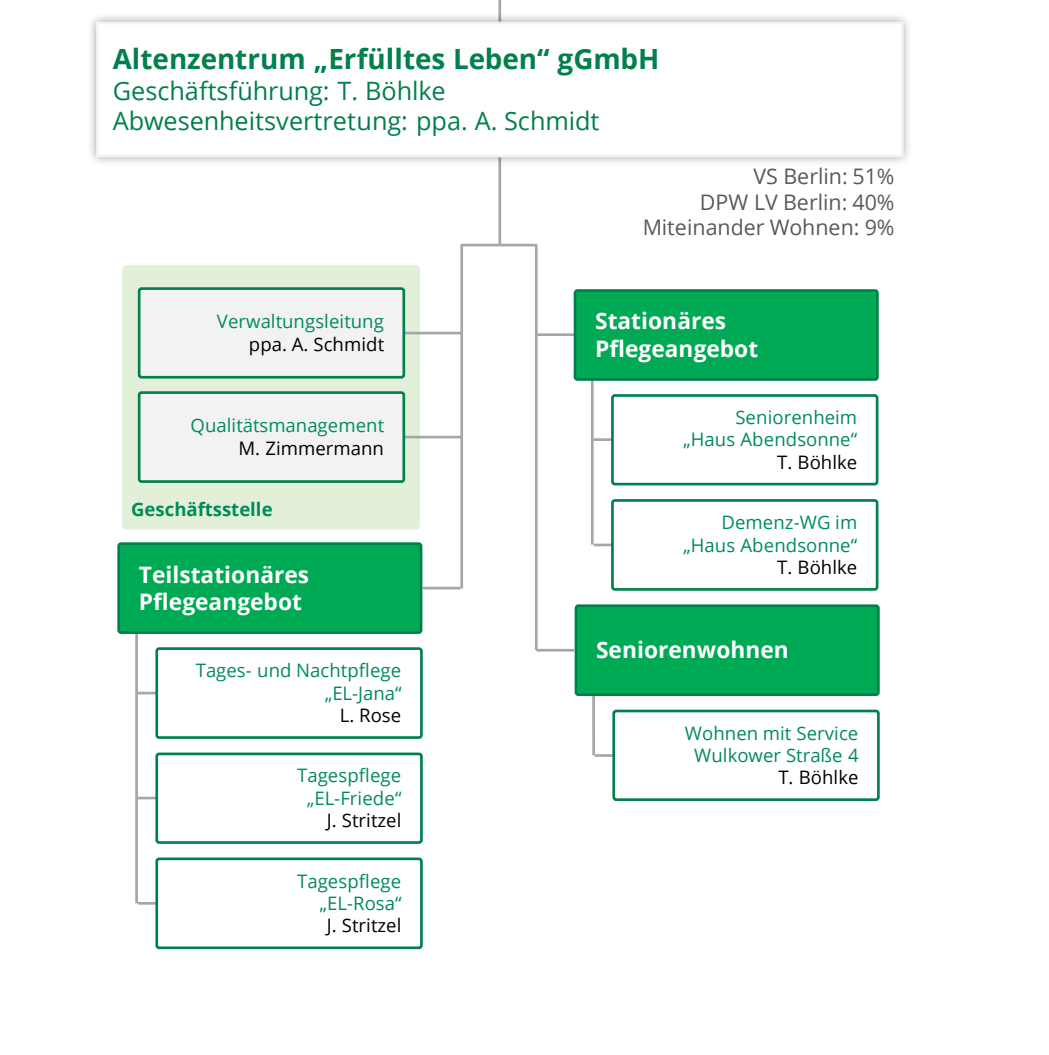 Altenzentrum „Erfülltes Leben“ gGmbH
Geschäftsführung: T. Böhlke
Abwesenheitsvertretung: ppa. A. Schmidt
VS Berlin: 51%
DPW LV Berlin: 40%
Miteinander Wohnen: 9%
Verwaltungsleitung
ppa. A. Schmidt
Qualitätsmanagement
M. Zimmermann
Geschäftsstelle
Teilstationäres
Pflegeangebot
Tages- und Nachtpflege
„EL-Jana“
L. Rose
Tagespflege
„EL-Friede“
J. Stritzel
Tagespflege
„EL-Rosa“
J. Stritzel
Stationäres
Pflegeangebot
Seniorenheim
„Haus Abendsonne“
T. Böhlke
Demenz-WG im
„Haus Abendsonne“
T. Böhlke
Seniorenwohnen
Wohnen mit Service
Wulkower Straße 4
T. Böhlke